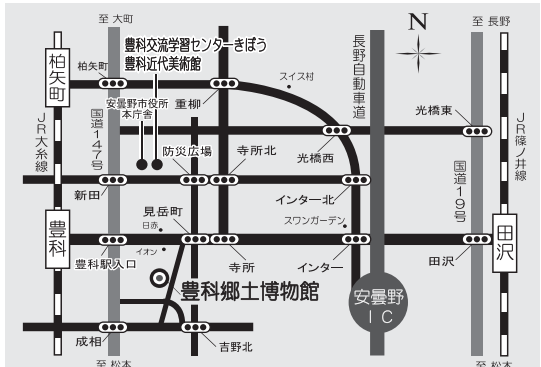 至 大町
豊科交流学習センターきぼう
豊科近代美術館
N
至 長野
柏矢町
柏矢町
安曇野市役所
本庁舎
重柳
スイス村
長野自動車道
光橋東
JR大糸線
国道147号
防災広場
寺所北
光橋西
国道19号
JR篠ノ井線
新田
インター北
見岳町
日赤
スワンガーデン
豊科
イオン
豊科駅入口
寺所
インター
田沢
田沢
豊科郷土博物館
安曇野
IC
成相
吉野北
至 松本
至 松本